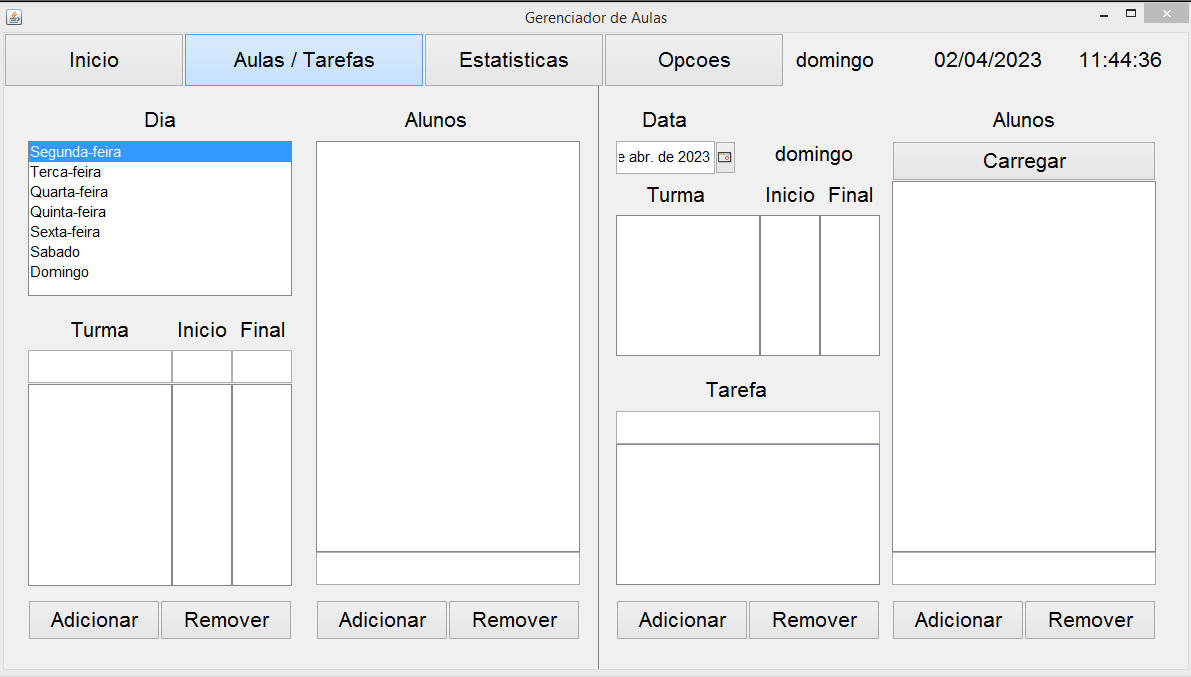 Gerenciador de Aulas
Inicio
Aulas / Tarefas
Estatisticas
Opcoes
domingo
02/04/2023
11:44:36
Dia
Segunda-feira
Terca-feira
Quarta-feira
Quinta-feira
Sexta-feira
Sabado
Domingo
Turma Inicio Final
Adicionar Remover
Alunos
Adicionar Remover
Data
e abr. de 2023
domingo
Turma Inicio Final
Tarefa
Adicionar Remover
Alunos
Carregar
Adicionar Remover